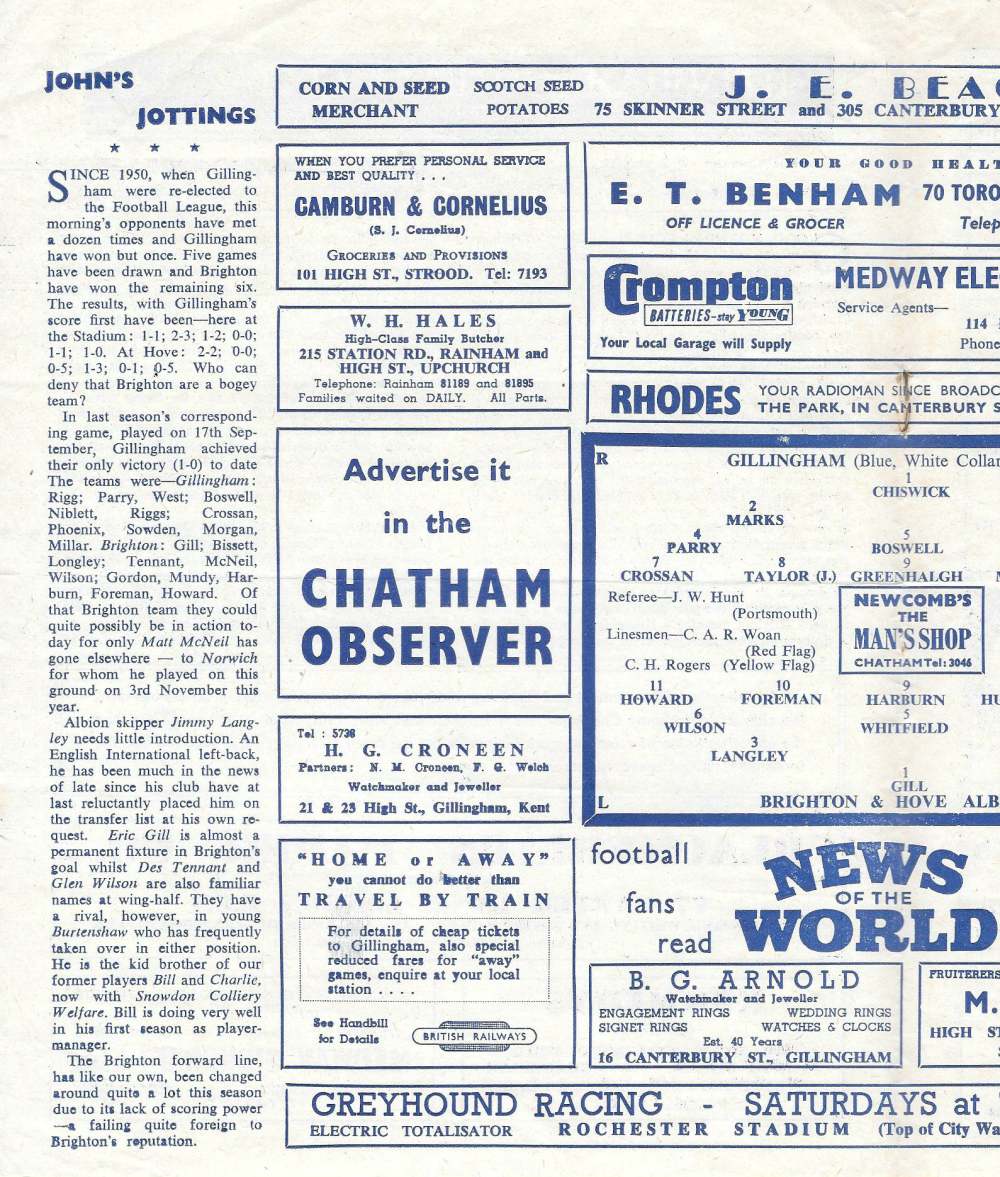 JOHN'S
JOTTINGS
★ ★ ★
SINCE 1950, when Gilling-
ham were re-elected to
the Football League, this
morning's opponents have met
a dozen times and Gillingham
have won but once. Five games
have been drawn and Brighton
have won the remaining six.
The results, with Gillingham's
score first have been—here at
the Stadium: 1-1; 2-3; 1-2; 0-0;
1-1; 1-0. At Hove: 2-2; 0-0;
0-5; 1-3; 0-1; 0-5. Who can
deny that Brighton are a bogey
team?
In last season's correspond-
ing game, played on 17th Sep-
tember, Gillingham achieved
their only victory (1-0) to date
The teams were—Gillingham:
Rigg; Parry, West; Boswell,
Niblett, Riggs; Crossan,
Phoenix, Sowden, Morgan,
Millar. Brighton: Gill; Bissett,
Longley; Tennant, McNeil,
Wilson; Gordon, Mundy, Har-
burn, Foreman, Howard. Of
that Brighton team they could
quite possibly be in action to-
day for only Matt McNeil has
gone elsewhere — to Norwich
for whom he played on this
ground on 3rd November this
year.
Albion skipper Jimmy Lang-
ley needs little introduction. An
English International left-back,
he has been much in the news
of late since his club have at
last reluctantly placed him on
the transfer list at his own re-
quest. Eric Gill is almost a
permanent fixture in Brighton's
goal whilst Des Tennant and
Glen Wilson are also familiar
names at wing-half. They have
a rival, however, in young
Burtenshaw who has frequently
taken over in either position.
He is the kid brother of our
former players Bill and Charlie,
now with Snowdon Colliery
Welfare. Bill is doing very well
in his first season as player-
manager.
The Brighton forward line,
has like our own, been changed
around quite a lot this season
due to its lack of scoring power
—a failing quite foreign to
Brighton's reputation.
CORN AND SEED SCOTCH SEED J. E. BEA
MERCHANT POTATOES 75 SKINNER STREET and 305 CANTERBURY
WHEN YOU PREFER PERSONAL SERVICE
AND BEST QUALITY . . .
CAMBURN & CORNELIUS
(S. J. Cornelius)
GROCERIES AND PROVISIONS
101 HIGH ST., STROOD. Tel: 7193
W. H. HALES
High-Class Family Butcher
215 STATION RD., RAINHAM and
HIGH ST., UPCHURCH
Telephone: Rainham 81189 and 81895
Families waited on DAILY. All Parts.
Advertise it
in the
CHATHAM
OBSERVER
Tel : 5738
H. G. CRONEEN
Partners: N. M. Croneen, F. G. Welch
Watchmaker and Jeweller
21 & 23 High St., Gillingham, Kent
"HOME or AWAY"
you cannot do better than
TRAVEL BY TRAIN
For details of cheap tickets
to Gillingham, also special
reduced fares for "away"
games, enquire at your local
station . . . .
See Handbill
for Details
BRITISH RAILWAYS
YOUR GOOD HEALT
E. T. BENHAM 70 TORO
OFF LICENCE & GROCER Telep
Crompton
BATTERIES-stay YOUNG
Your Local Garage will Supply
MEDWAY ELE
Service Agents—
114
Phone
RHODES
YOUR RADIOMAN SINCE BROADC
THE PARK, IN CANTERBURY S
R GILLINGHAM (Blue, White Collar
1
CHISWICK
2
MARKS
4 5
PARRY BOSWELL
7 8 9
CROSSAN TAYLOR (J.) GREENHALGH M
Referee—J. W. Hunt
(Portsmouth)
Linesmen—C. A. R. Woan
(Red Flag)
C. H. Rogers (Yellow Flag)
NEWCOMB'S
THE
MAN'S SHOP
CHATHAM Tel: 3046
11 10 9
HOWARD FOREMAN HARBURN HU
6 5
WILSON WHITFIELD
3
LANGLEY
1
GILL
L BRIGHTON & HOVE ALB
football
fans
read
NEWS
OF THE
WORLD
B. G. ARNOLD
Watchmaker and Jeweller
ENGAGEMENT RINGS WEDDING RINGS
SIGNET RINGS WATCHES & CLOCKS
Est. 40 Years
16 CANTERBURY ST., GILLINGHAM
FRUITERERS
M.
HIGH ST
GREYHOUND RACING - SATURDAYS at
ELECTRIC TOTALISATOR ROCHESTER STADIUM (Top of City Wa